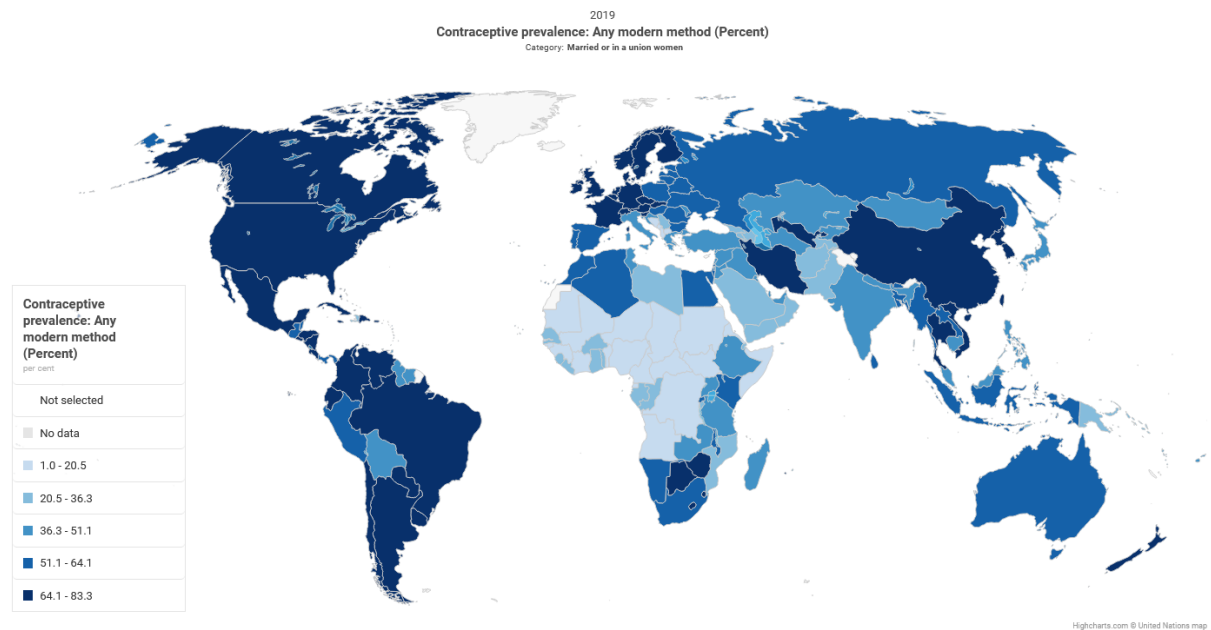 2019
Contraceptive prevalence: Any modern method (Percent)
Category: Married or in a union women
Contraceptive
prevalence: Any
modern method
(Percent)
per cent
Not selected
No data
1.0 - 20.5
20.5 - 36.3
36.3 - 51.1
51.1 - 64.1
64.1 - 83.3
Highcharts.com © United Nations map